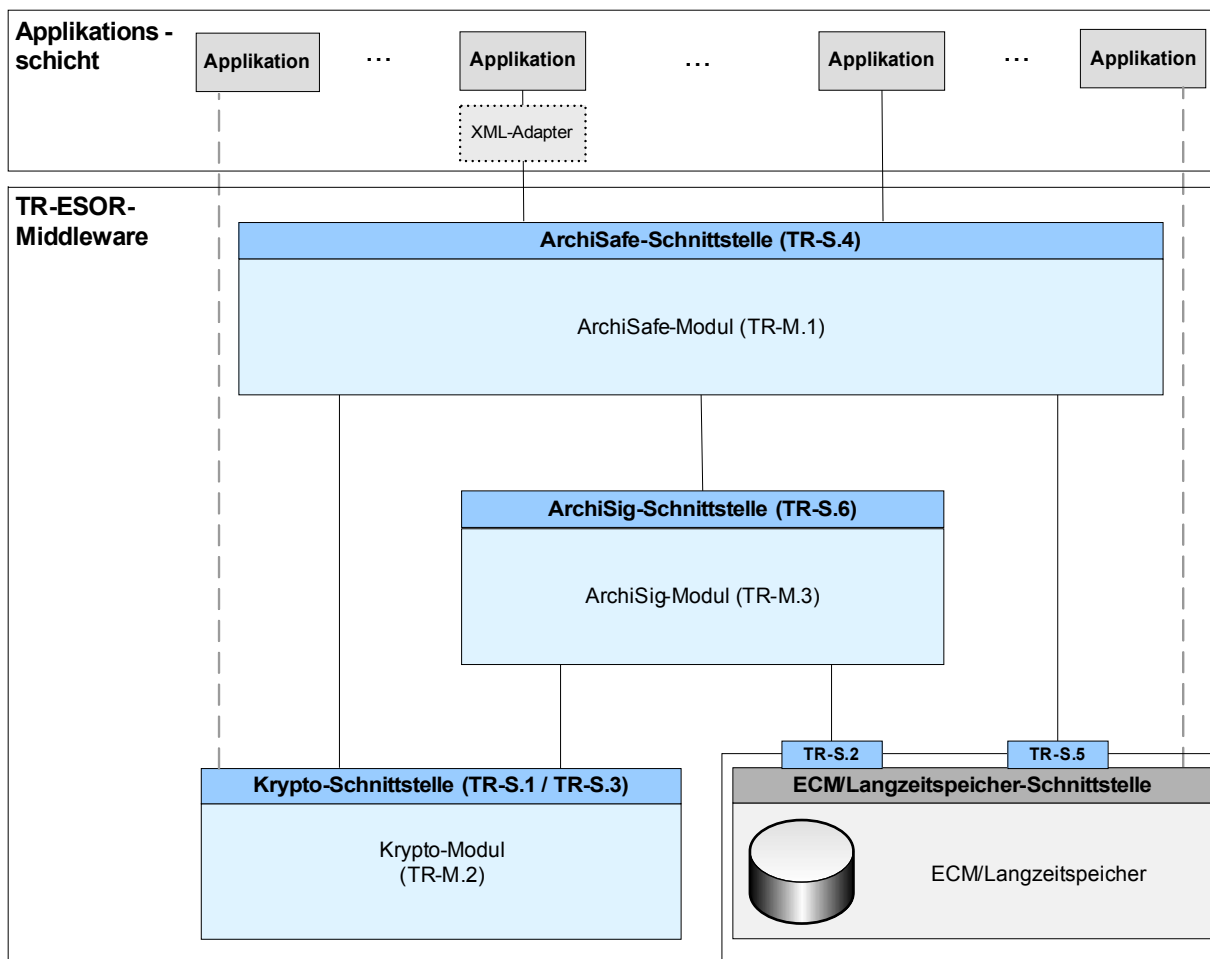 Applikations -
schicht
Applikation
...
Applikation
...
Applikation
...
Applikation
XML-Adapter
TR-ESOR-
Middleware
ArchiSafe-Schnittstelle (TR-S.4)
ArchiSafe-Modul (TR-M.1)
ArchiSig-Schnittstelle (TR-S.6)
ArchiSig-Modul (TR-M.3)
TR-S.2
TR-S.5
Krypto-Schnittstelle (TR-S.1 / TR-S.3)
ECM/Langzeitspeicher-Schnittstelle
Krypto-Modul
(TR-M.2)
ECM/Langzeitspeicher